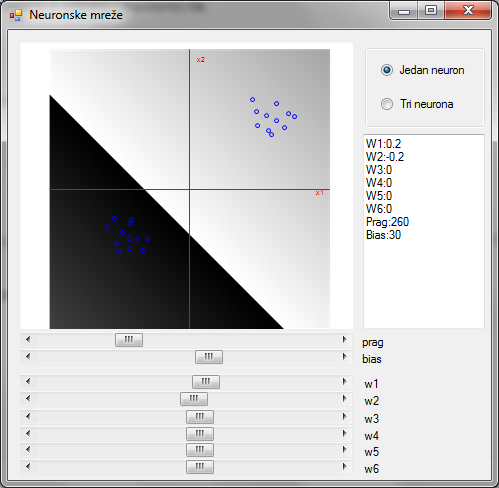 Neuronske mreže
x2
x1
Jedan neuron
Tri neurona
W1:0.2
W2:-0.2
W3:0
W4:0
W5:0
W6:0
Prag:260
Bias:30
prag
bias
w1
w2
w3
w4
w5
w6